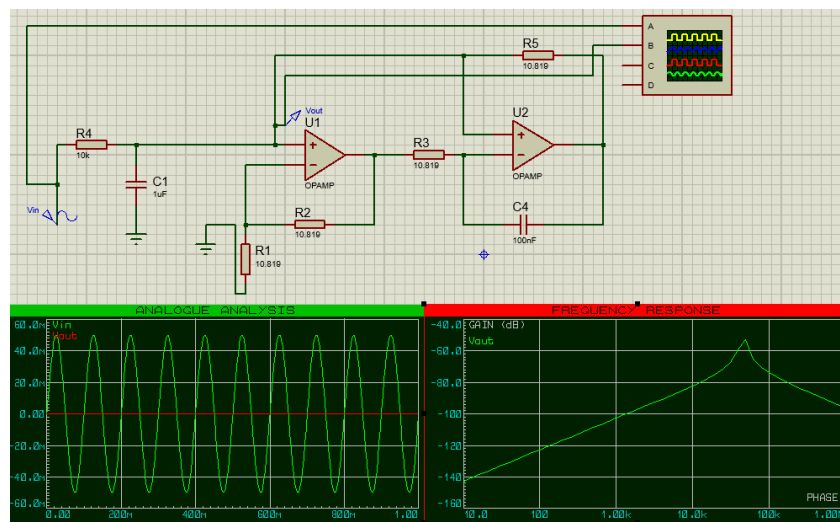 A
B
C
D
R5
10.819
Vout
U1
U2
R4
10k
R3
10.819
C1
1uF
OPAMP
OPAMP
Vin
R2
10.819
C4
100nF
R1
10.819
ANALOGUE ANALYSIS
FREQUENCY RESPONSE
60.0m
Vin
Vout
40.0m
20.0m
0.00
-20.0m
-40.0m
-60.0m
0.00 200m 400m 600m 800m 1.00
-40.0
GAIN (dB)
Vout
-60.0
-80.0
-100
-120
-140
-160
PHASE
10.0 100 1.00k 10.0k 100k